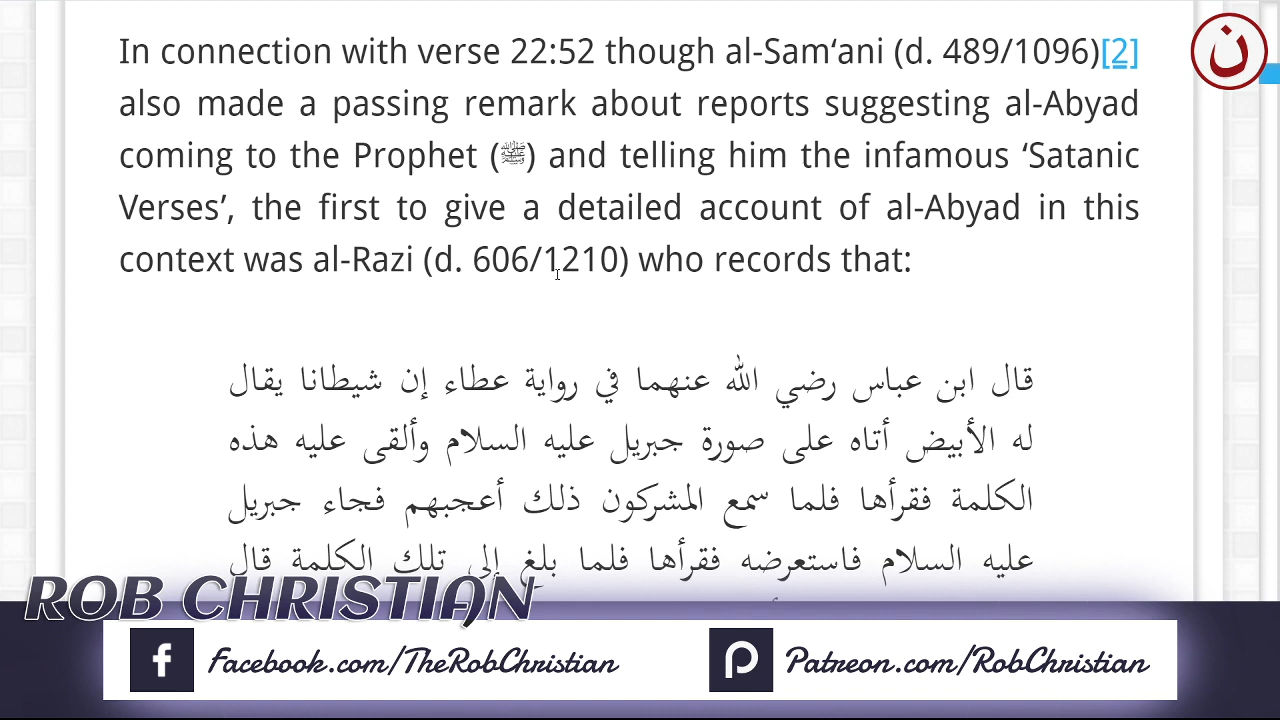 In connection with verse 22:52 though al-Sam‘ani (d. 489/1096)[2]
also made a passing remark about reports suggesting al-Abyad
coming to the Prophet (ﷺ) and telling him the infamous ‘Satanic
Verses’, the first to give a detailed account of al-Abyad in this
context was al-Razi (d. 606/1210) who records that:
قال ابن عباس رضي الله عنهما في رواية عطاء إن شيطانا يقال
له الأبيض أتاه على صورة جبريل عليه السلام وألقى عليه هذه
الكلمة فقرأها فلما سمع المشركون ذلك أعجبهم فجاء جبريل
عليه السلام فاستعرضه فقرأها فلما بلغ إلى تلك الكلمة قال
ROB CHRISTIAN
Facebook.com/TheRobChristian
Patreon.com/RobChristian
ن